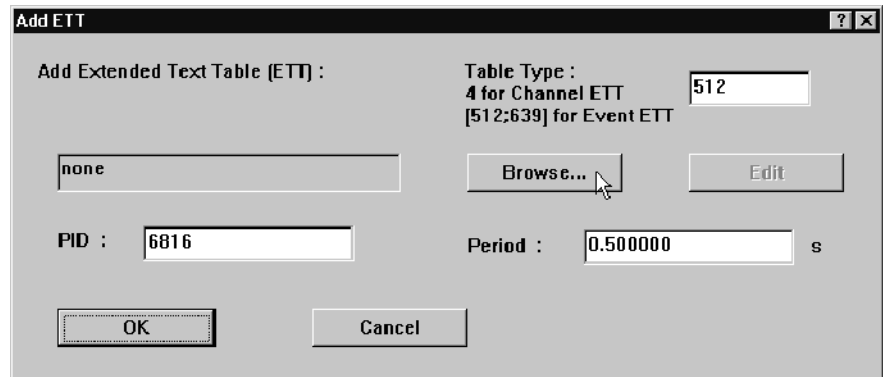 Add ETT
Add Extended Text Table (ETT) :
Table Type :
4 for Channel ETT
[512;639] for Event ETT
512
none
Browse...
Edit
PID :
6816
Period :
0.500000
s
OK
Cancel